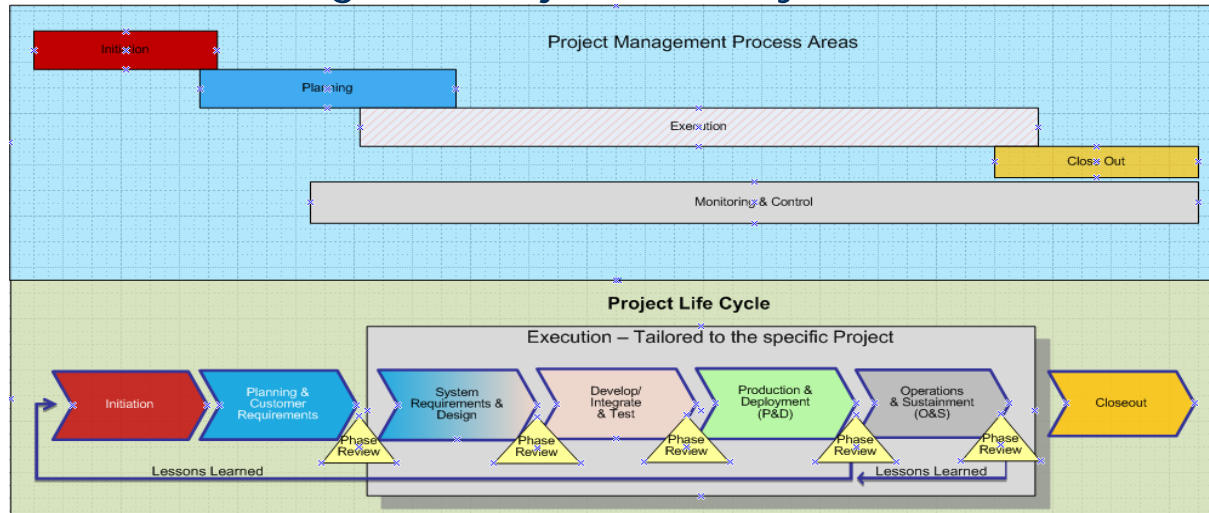 Project Management Process Areas
Initiation
Planning
Execution
Close Out
Monitoring & Control
Project Life Cycle
Execution – Tailored to the specific Project
Initiation
Planning &
Customer
Requirements
System
Requirements &
Design
Develop/
Integrate
& Test
Production &
Deployment
(P&D)
Operations
& Sustainment
(O&S)
Closeout
Phase
Review
Phase
Review
Phase
Review
Phase
Review
Phase
Review
Lessons Learned
Lessons Learned